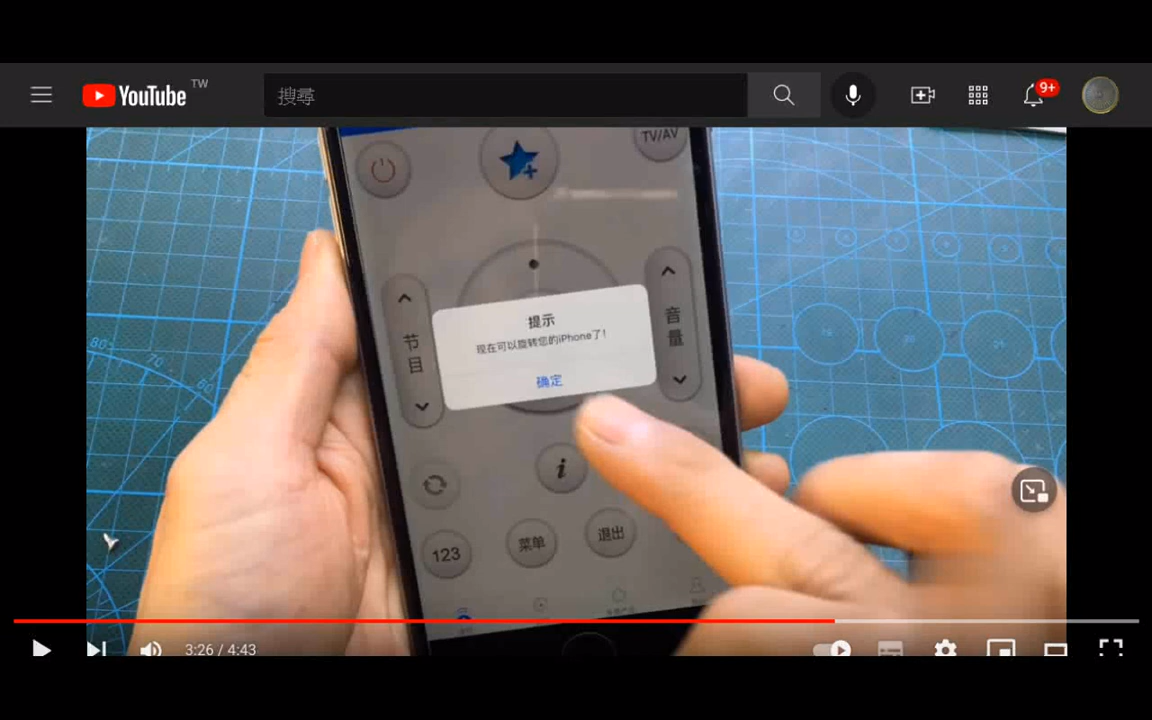 YouTube TW
搜尋
9+
TV/AV
节目
音量
提示
现在可以旋转您的iPhone了!
确定
i
123
菜单
退出
3:26 / 4:43